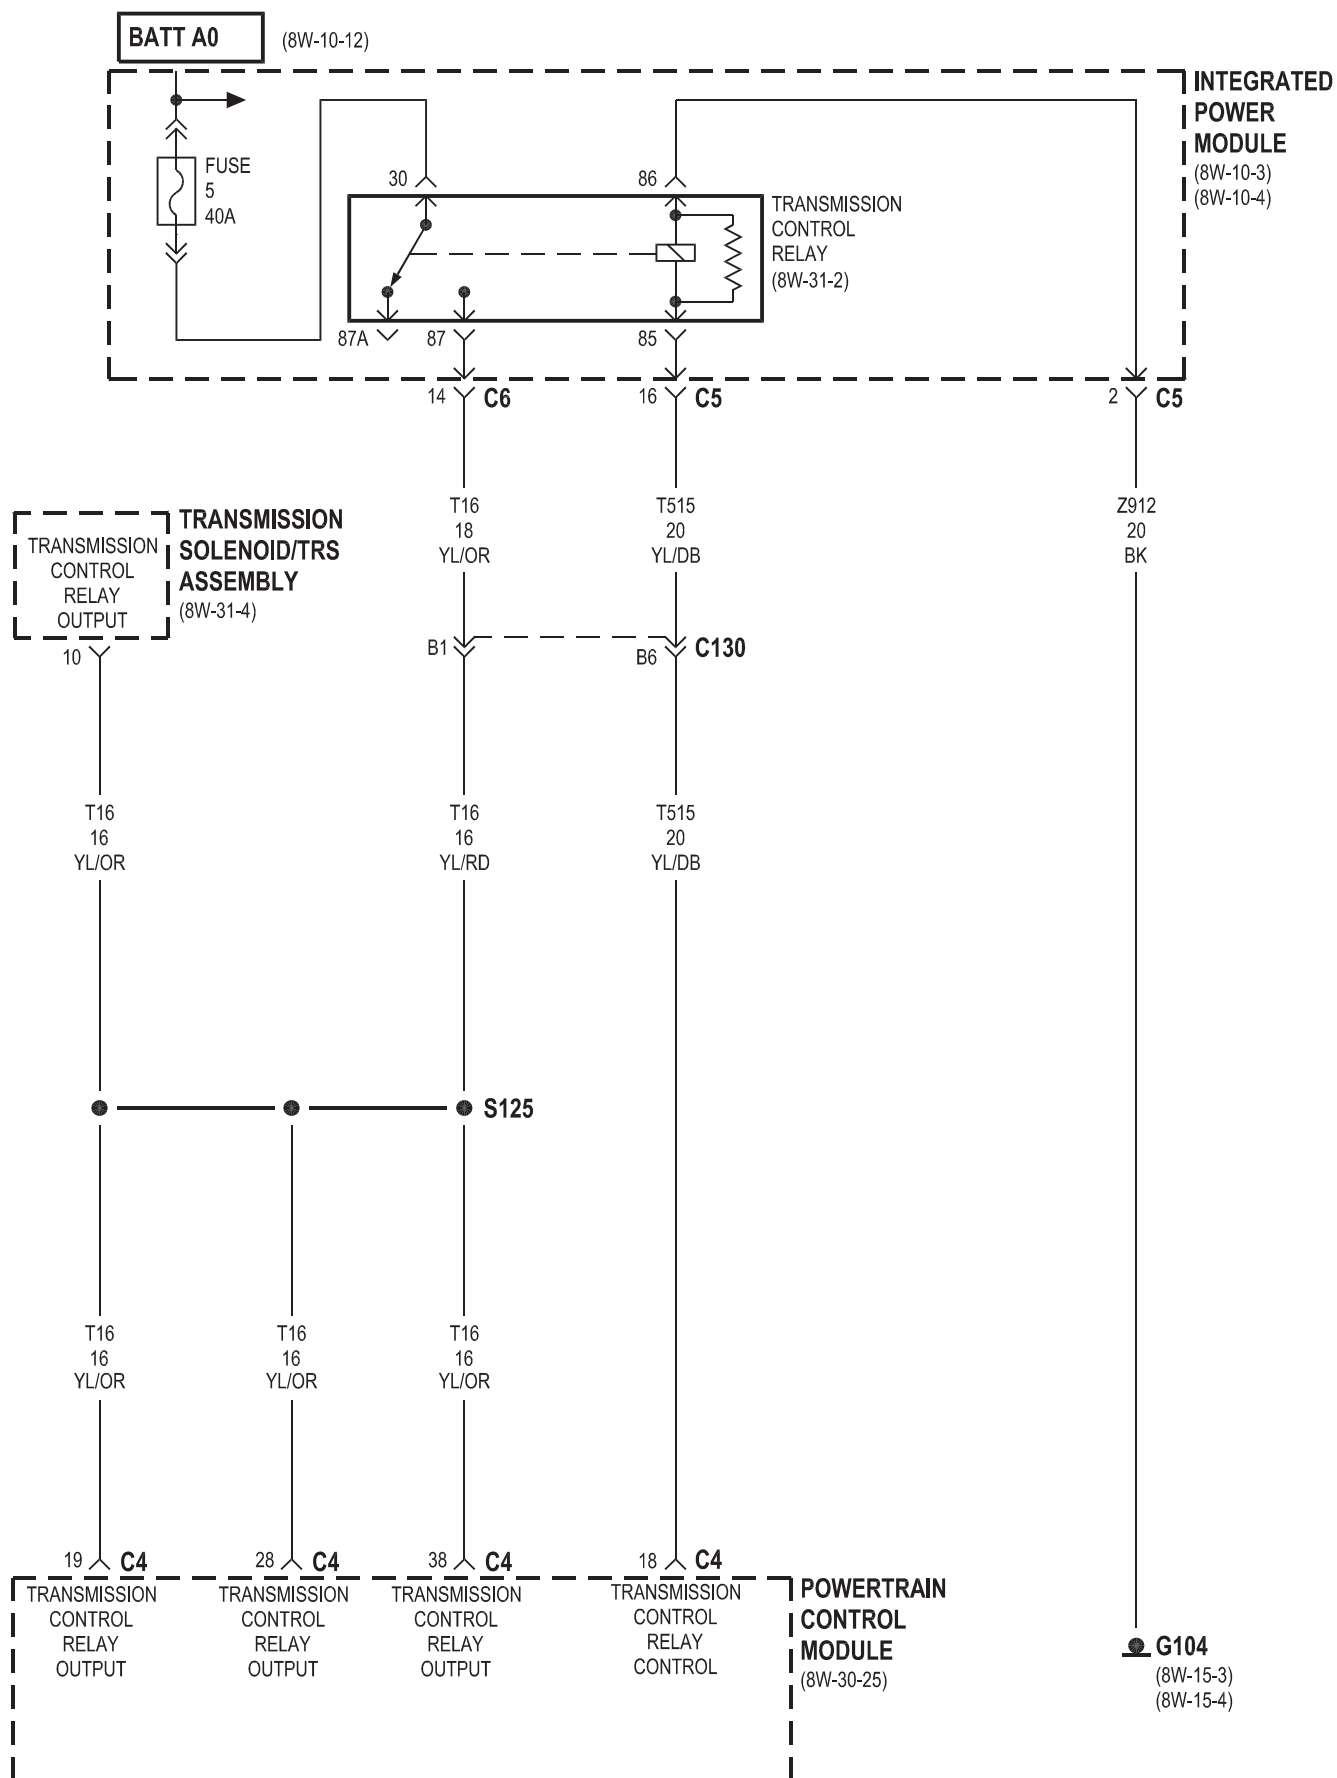 BATT A0 (8W-10-12)
INTEGRATED
POWER
MODULE
(8W-10-3)
(8W-10-4)
FUSE
5
40A
30
86
TRANSMISSION
CONTROL
RELAY
(8W-31-2)
87A
87
85
14 C6
16 C5
2 C5
T16
18
YL/OR
T515
20
YL/DB
Z912
20
BK
TRANSMISSION
CONTROL
RELAY
OUTPUT
TRANSMISSION
SOLENOID/TRS
ASSEMBLY
(8W-31-4)
10
B1
B6
C130
T16
16
YL/OR
T16
16
YL/RD
T515
20
YL/DB
S125
T16
16
YL/OR
T16
16
YL/OR
T16
16
YL/OR
19 C4
28 C4
38 C4
18 C4
TRANSMISSION
CONTROL
RELAY
OUTPUT
TRANSMISSION
CONTROL
RELAY
OUTPUT
TRANSMISSION
CONTROL
RELAY
OUTPUT
TRANSMISSION
CONTROL
RELAY
CONTROL
POWERTRAIN
CONTROL
MODULE
(8W-30-25)
G104
(8W-15-3)
(8W-15-4)